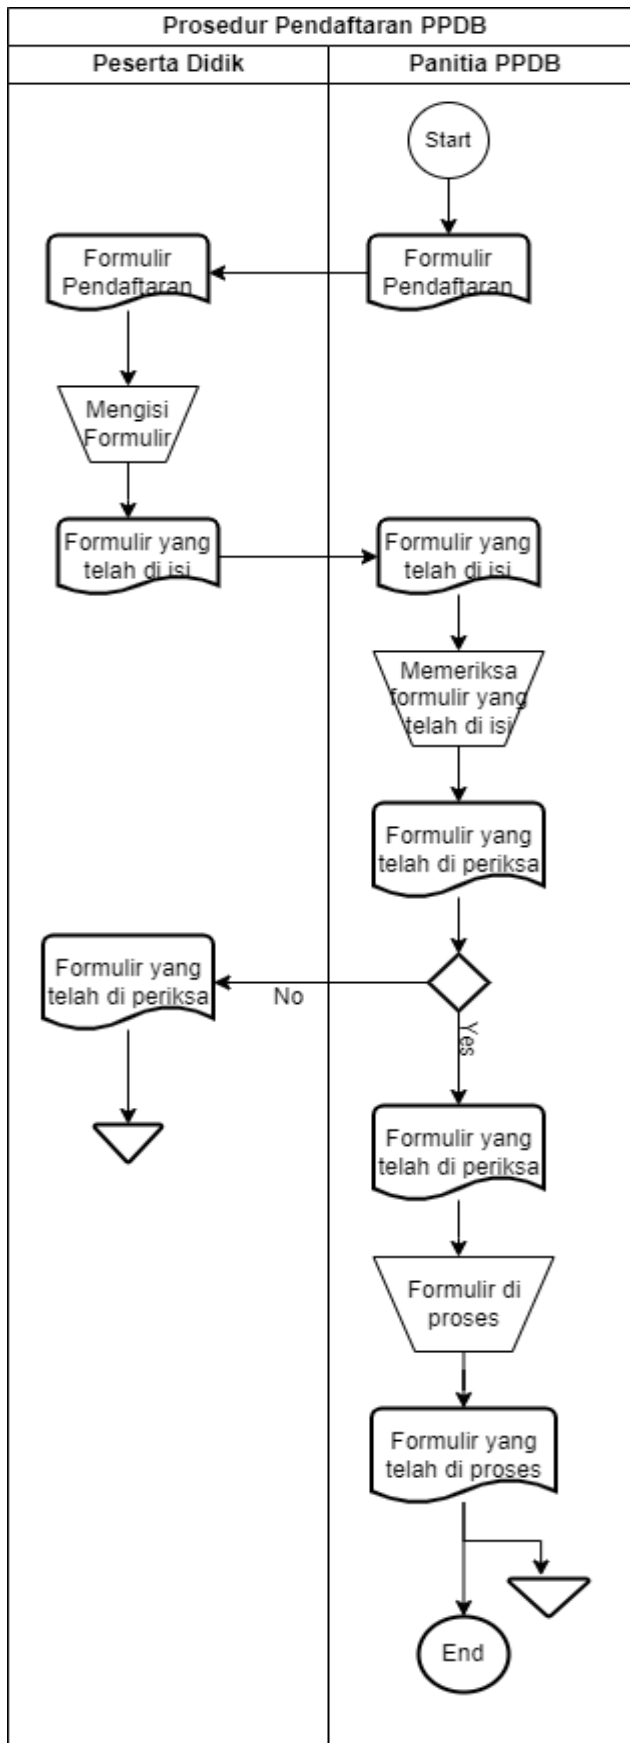 Prosedur Pendaftaran PPDB
Peserta Didik
Panitia PPDB
Start
Formulir
Pendaftaran
Formulir
Pendaftaran
Mengisi
Formulir
Formulir yang
telah di isi
Formulir yang
telah di isi
Memeriksa
formulir yang
telah di isi
Formulir yang
telah di periksa
Formulir yang
telah di periksa
No
Yes
Formulir yang
telah di periksa
Formulir di
proses
Formulir yang
telah di proses
End